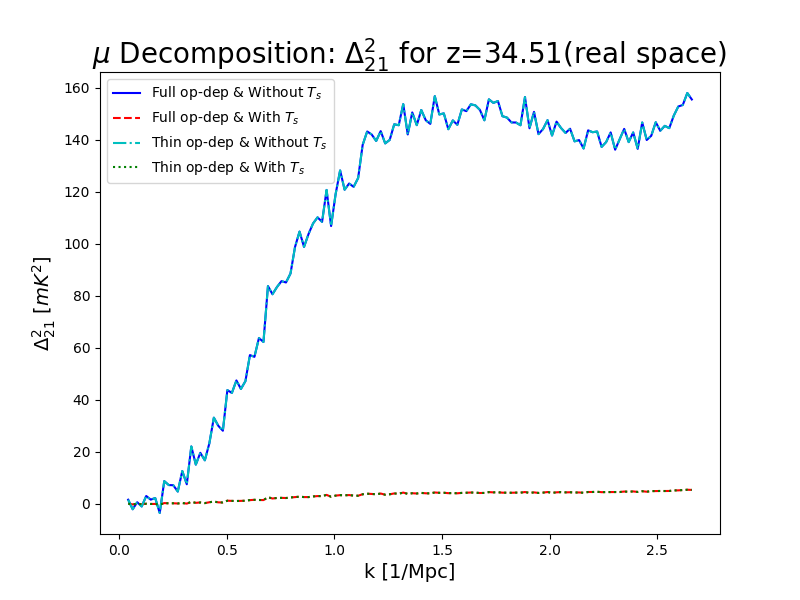 μ Decomposition: Δ²₂₁ for z=34.51(real space)
Full op-dep & Without Tₛ
Full op-dep & With Tₛ
Thin op-dep & Without Tₛ
Thin op-dep & With Tₛ
160
140
120
100
80
60
40
20
0
Δ²₂₁ [mK²]
0.0 0.5 1.0 1.5 2.0 2.5
k [1/Mpc]